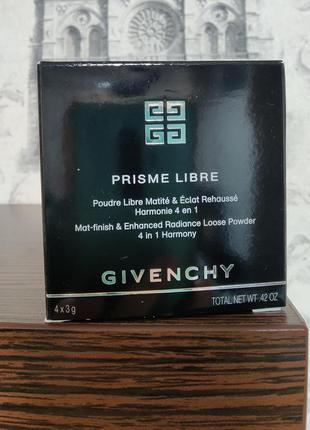 PRISME LIBRE
Poudre Libre Matité & Éclat Rehaussé
Harmonie 4 en 1
Mat-finish & Enhanced Radiance Loose Powder
4 in 1 Harmony
GIVENCHY
4 x 3 g TOTAL NET WT .42 OZ